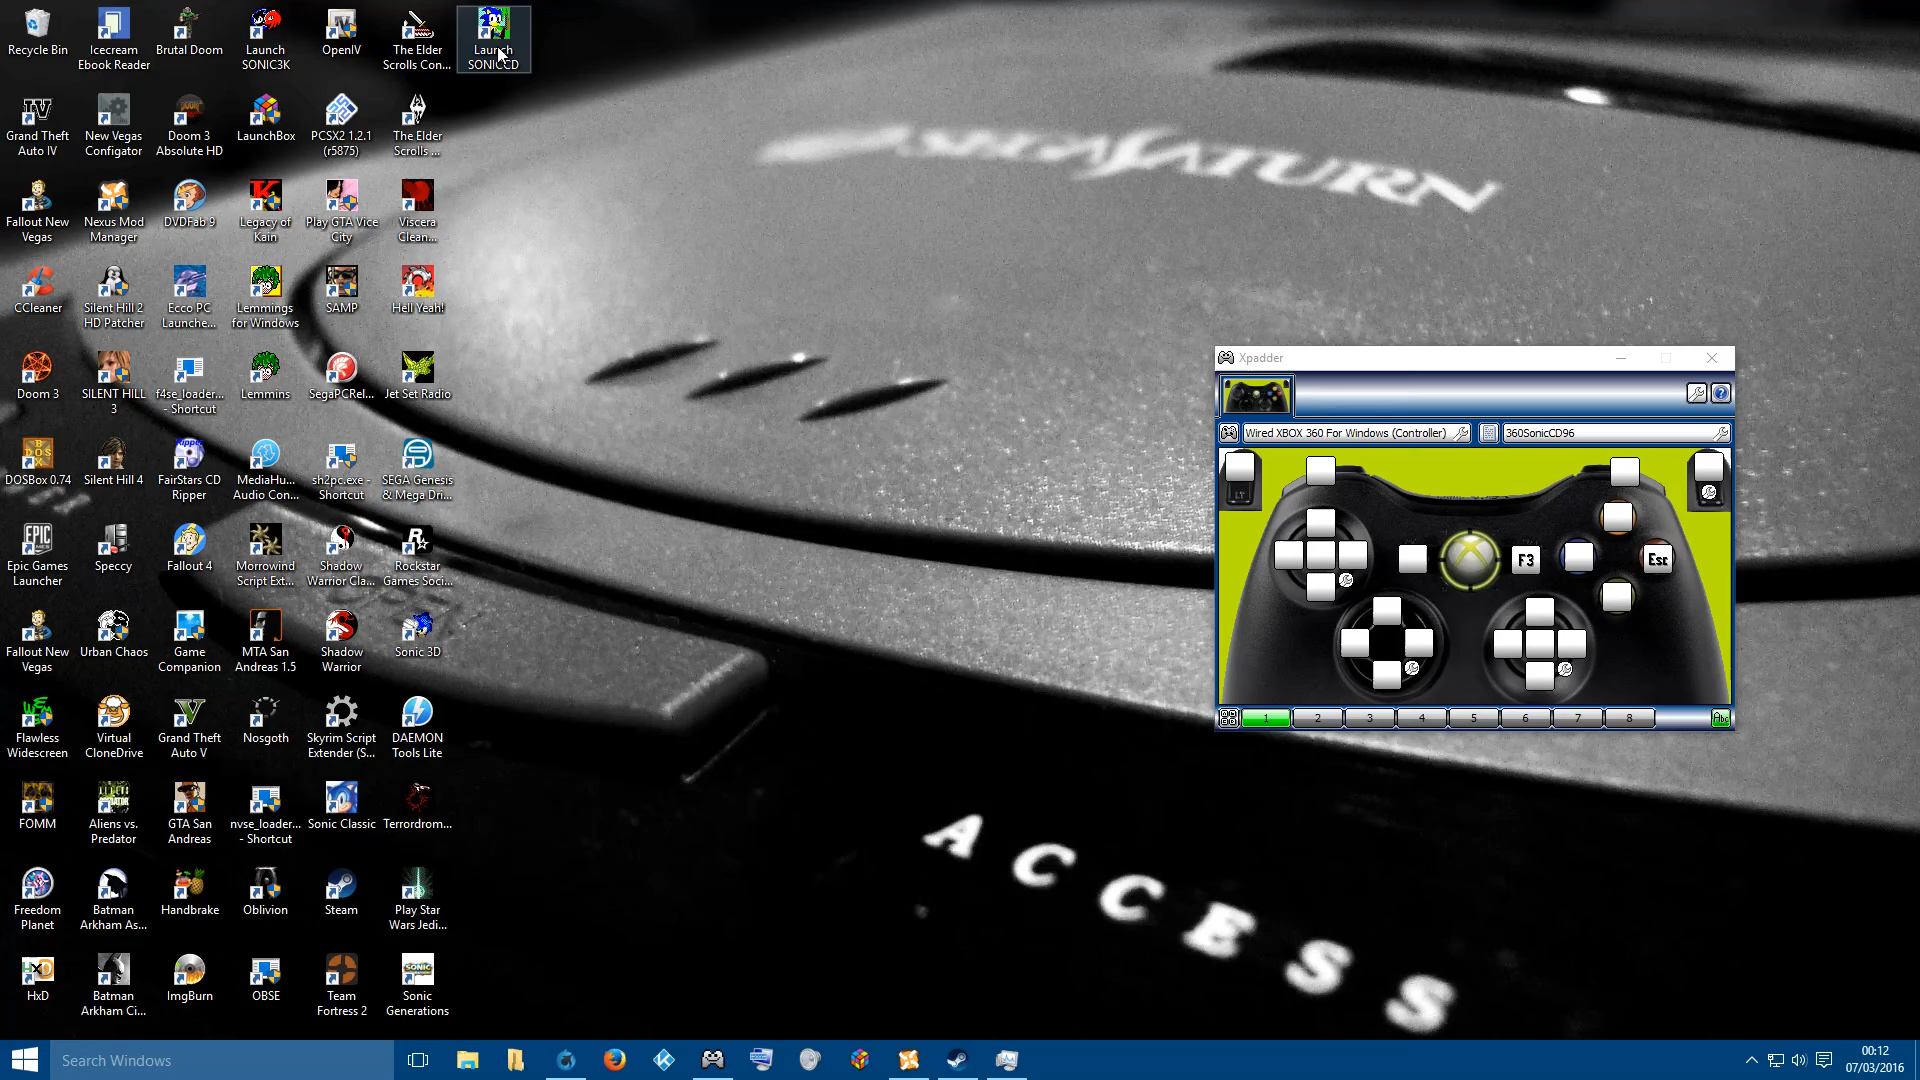 Recycle Bin
Icecream
Ebook Reader
Brutal Doom
Launch
SONIC3K
OpenIV
The Elder
Scrolls Con...
Launch
SONICCD
Grand Theft
Auto IV
New Vegas
Configator
Doom 3
Absolute HD
LaunchBox
PCSX2 1.2.1
(r5875)
The Elder
Scrolls ...
Fallout New
Vegas
Nexus Mod
Manager
DVDFab 9
Legacy of
Kain
Play GTA Vice
City
Viscera
Clean...
CCleaner
Silent Hill 2
HD Patcher
Ecco PC
Launche...
Lemmings
for Windows
SAMP
Hell Yeah!
Doom 3
SILENT HILL
3
f4se_loader...
- Shortcut
Lemmins
SegaPCRel...
Jet Set Radio
DOSBox 0.74
Silent Hill 4
FairStars CD
Ripper
MediaHu...
Audio Con...
sh2pc.exe -
Shortcut
SEGA Genesis
& Mega Dri...
Epic Games
Launcher
Speccy
Fallout 4
Morrowind
Script Ext...
Shadow
Warrior Cla...
Rockstar
Games Soci...
Fallout New
Vegas
Urban Chaos
Game
Companion
MTA San
Andreas 1.5
Shadow
Warrior
Sonic 3D
Flawless
Widescreen
Virtual
CloneDrive
Grand Theft
Auto V
Nosgoth
Skyrim Script
Extender (S...
DAEMON
Tools Lite
FOMM
Aliens vs.
Predator
GTA San
Andreas
nvse_loader...
- Shortcut
Sonic Classic
Terrordrom...
Freedom
Planet
Batman
Arkham As...
Handbrake
Oblivion
Steam
Play Star
Wars Jedi...
HxD
Batman
Arkham Ci...
ImgBurn
OBSE
Team
Fortress 2
Sonic
Generations
SEGA SATURN
ACCESS
Xpadder
Wired XBOX 360 For Windows (Controller)
360SonicCD96
LT
F3
Esc
1 2 3 4 5 6 7 8
Abc
Search Windows
00:12
07/03/2016